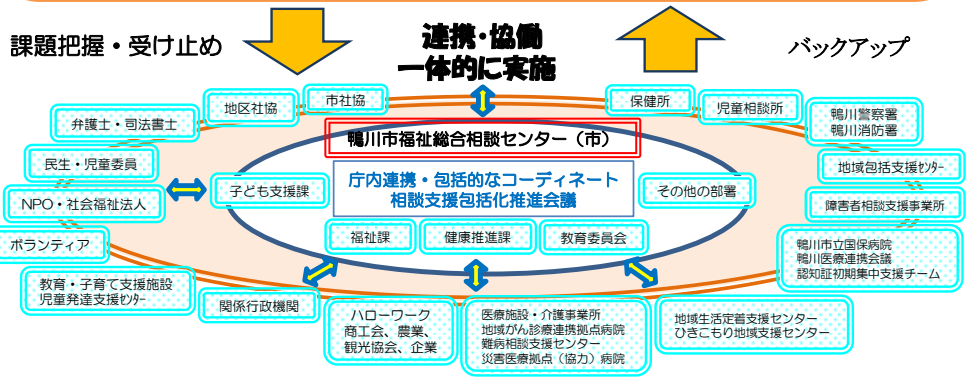 課題把握・受け止め
連携・協働
一体的に実施
バックアップ
市社協
地区社協
弁護士・司法書士
民生・児童委員
NPO・社会福祉法人
ボランティア
教育・子育て支援施設
児童発達支援ｾﾝﾀｰ
関係行政機関
ハローワーク
商工会、農業、
観光協会、企業
医療施設・介護事業所
地域がん診療連携拠点病院
難病相談支援センター
災害医療拠点（協力）病院
地域生活定着支援センター
ひきこもり地域支援センター
鴨川市立国保病院
鴨川医療連携会議
認知証初期集中支援チーム
障害者相談支援事業所
地域包括支援ｾﾝﾀｰ
鴨川警察署
鴨川消防署
児童相談所
保健所
鴨川市福祉総合相談センター（市）
庁内連携・包括的なコーディネート
相談支援包括化推進会議
子ども支援課
その他の部署
福祉課
健康推進課
教育委員会